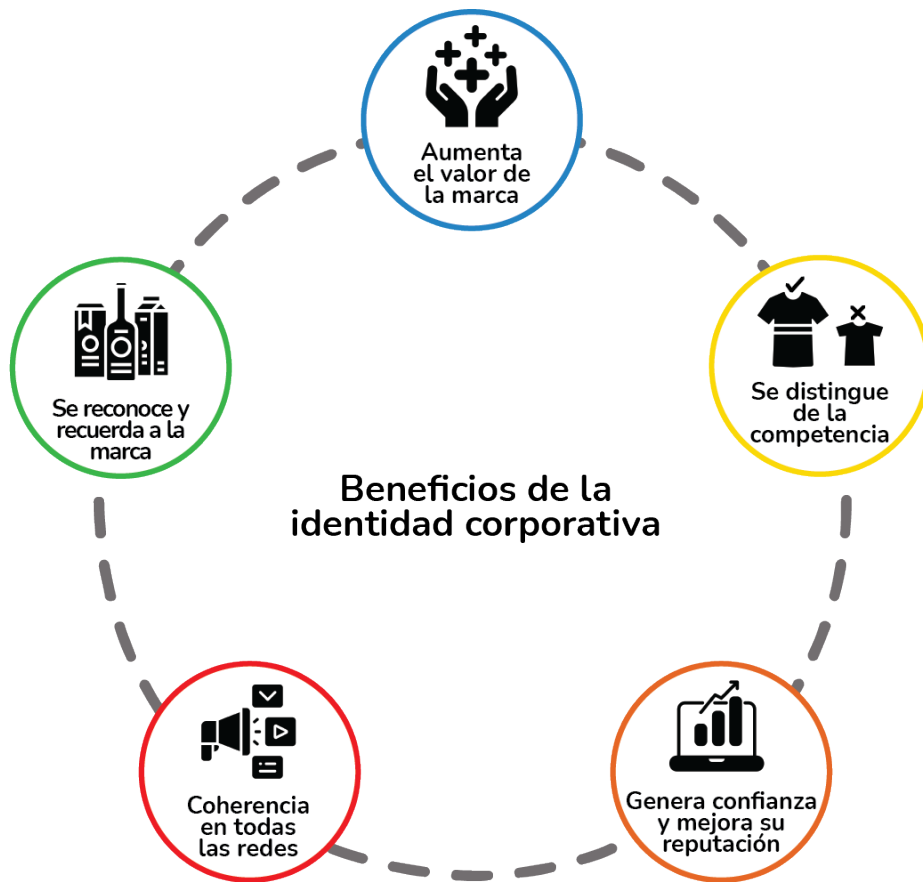 Aumenta
el valor de
la marca
Se distingue
de la
competencia
Genera confianza
y mejora su
reputación
Coherencia
en todas
las redes
Se reconoce y
recuerda a la
marca
Beneficios de la
identidad corporativa